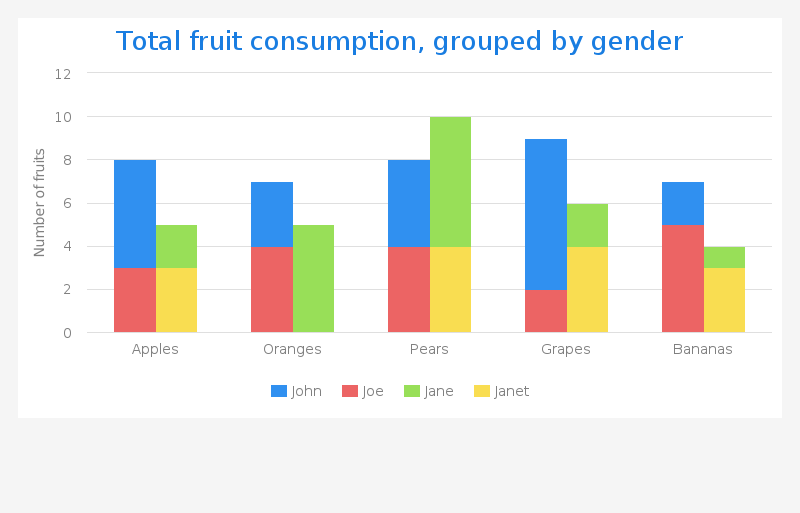 Total fruit consumption, grouped by gender
Number of fruits
12
10
8
6
4
2
0
Apples Oranges Pears Grapes Bananas
John Joe Jane Janet